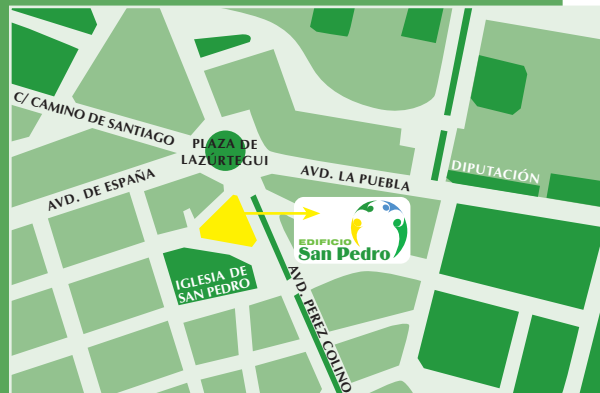 C/ CAMINO DE SANTIAGO
PLAZA DE
LAZÚRTEGUI
AVD. DE ESPAÑA
AVD. LA PUEBLA
DIPUTACIÓN
EDIFICIO
San Pedro
IGLESIA DE
SAN PEDRO
AVD. PEREZ COLINO